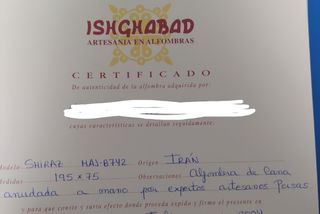 ISHGHABAD
ARTESANIA EN ALFOMBRAS
CERTIFICADO
De autenticidad de la alfombra adquirida por:
cuyas características se detallan seguidamente.
Modelo SHIRAZ HAJ-8742 Origen IRÁN
Medidas 195 x 75 Observaciones Alfombra de lana
anudada a mano por expertos artesanos Persas
y para que conste y surta efecto donde proceda expido y firmo el presente en